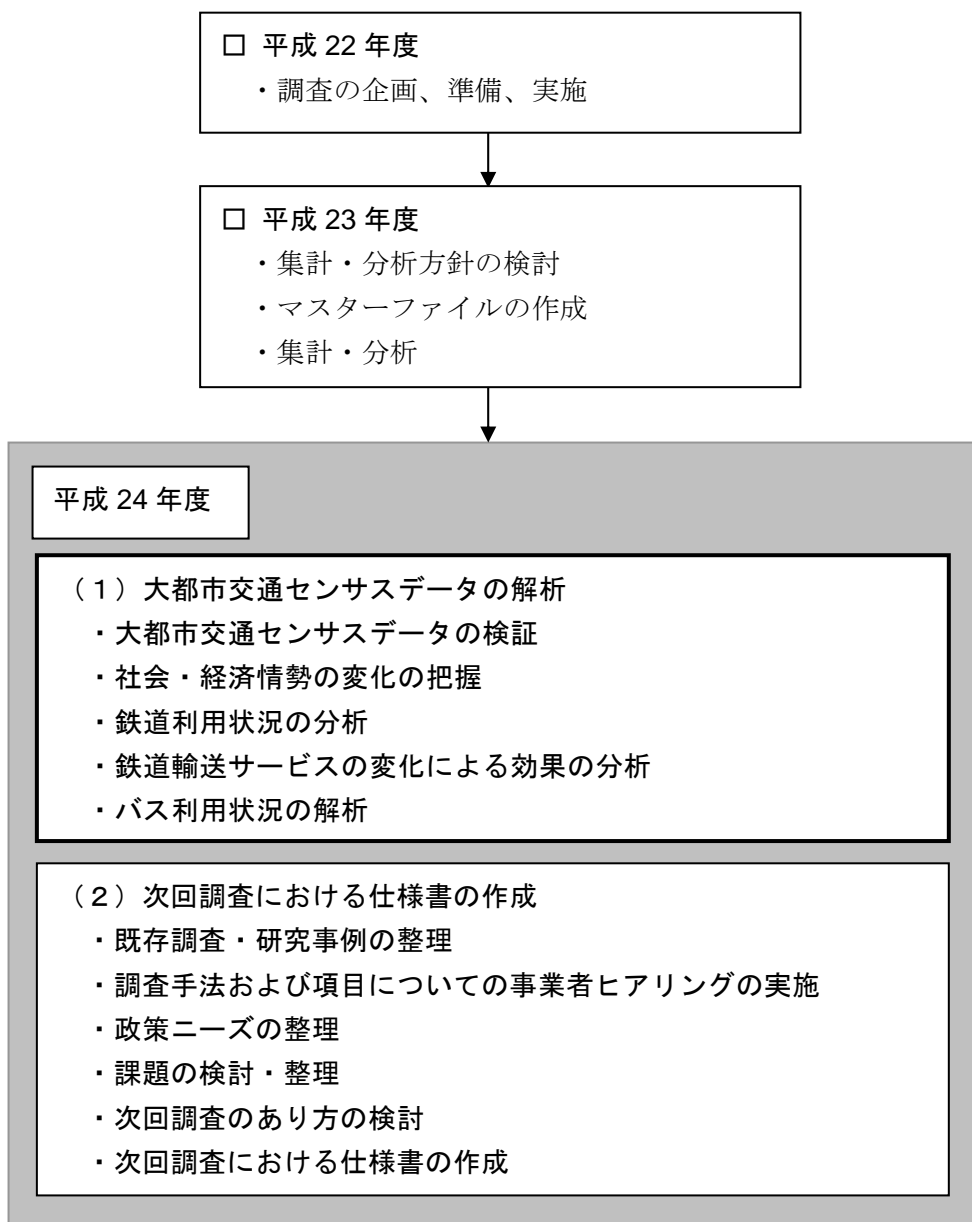 □ 平成 22 年度
・調査の企画、準備、実施
□ 平成 23 年度
・集計・分析方針の検討
・マスターファイルの作成
・集計・分析
平成 24 年度
（１）大都市交通センサスデータの解析
・大都市交通センサスデータの検証
・社会・経済情勢の変化の把握
・鉄道利用状況の分析
・鉄道輸送サービスの変化による効果の分析
・バス利用状況の解析
（２）次回調査における仕様書の作成
・既存調査・研究事例の整理
・調査手法および項目についての事業者ヒアリングの実施
・政策ニーズの整理
・課題の検討・整理
・次回調査のあり方の検討
・次回調査における仕様書の作成